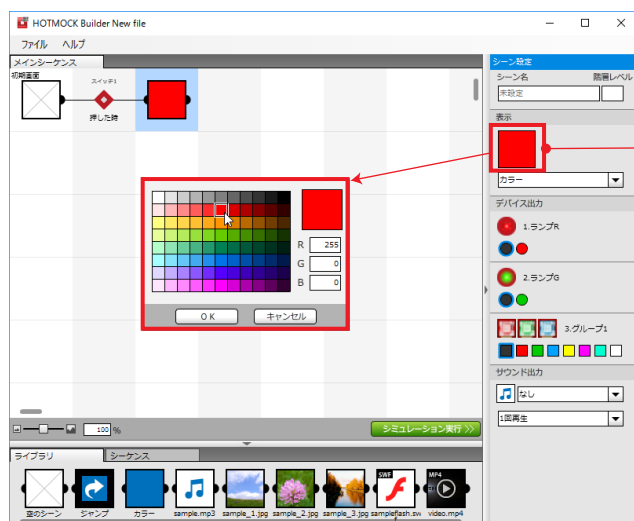 HOTMOCK Builder New file
ファイル ヘルプ
メインシーケンス
初期画面
スイッチ1
押した時
R 255
G 0
B 0
OK キャンセル
100 %
シミュレーション実行 >>
シーン設定
シーン名 階層レベル
未設定
表示
カラー
デバイス出力
1.ランプR
2.ランプG
3.グループ1
サウンド出力
なし
1回再生
ライブラリ シーケンス
SWF MP4
空のシーン ジャンプ カラー sample.mp3 sample_1.jpg sample_2.jpg sample_3.jpg sampleflash.sw video.mp4